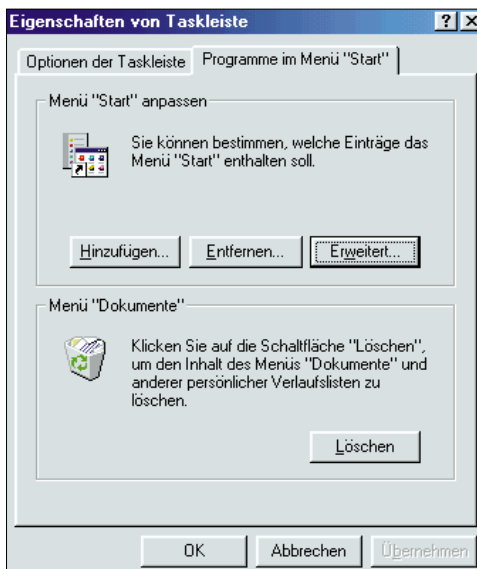 Eigenschaften von Taskleiste
Optionen der Taskleiste
Programme im Menü "Start"
Menü "Start" anpassen
Sie können bestimmen, welche Einträge das
Menü "Start" enthalten soll.
Hinzufügen...
Entfernen...
Erweitert...
Menü "Dokumente"
Klicken Sie auf die Schaltfläche "Löschen",
um den Inhalt des Menüs "Dokumente" und
anderer persönlicher Verlaufslisten zu
löschen.
Löschen
OK
Abbrechen
Übernehmen